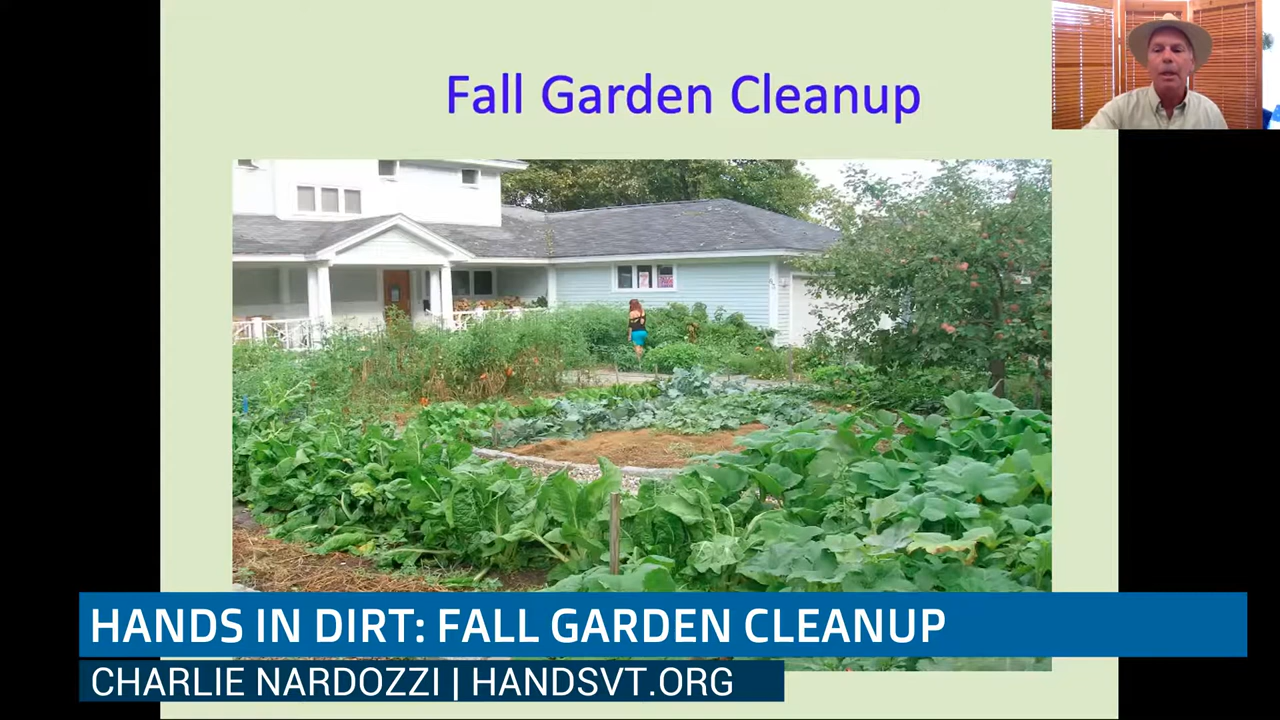 Fall Garden Cleanup
HANDS IN DIRT: FALL GARDEN CLEANUP
CHARLIE NARDOZZI | HANDSVT.ORG